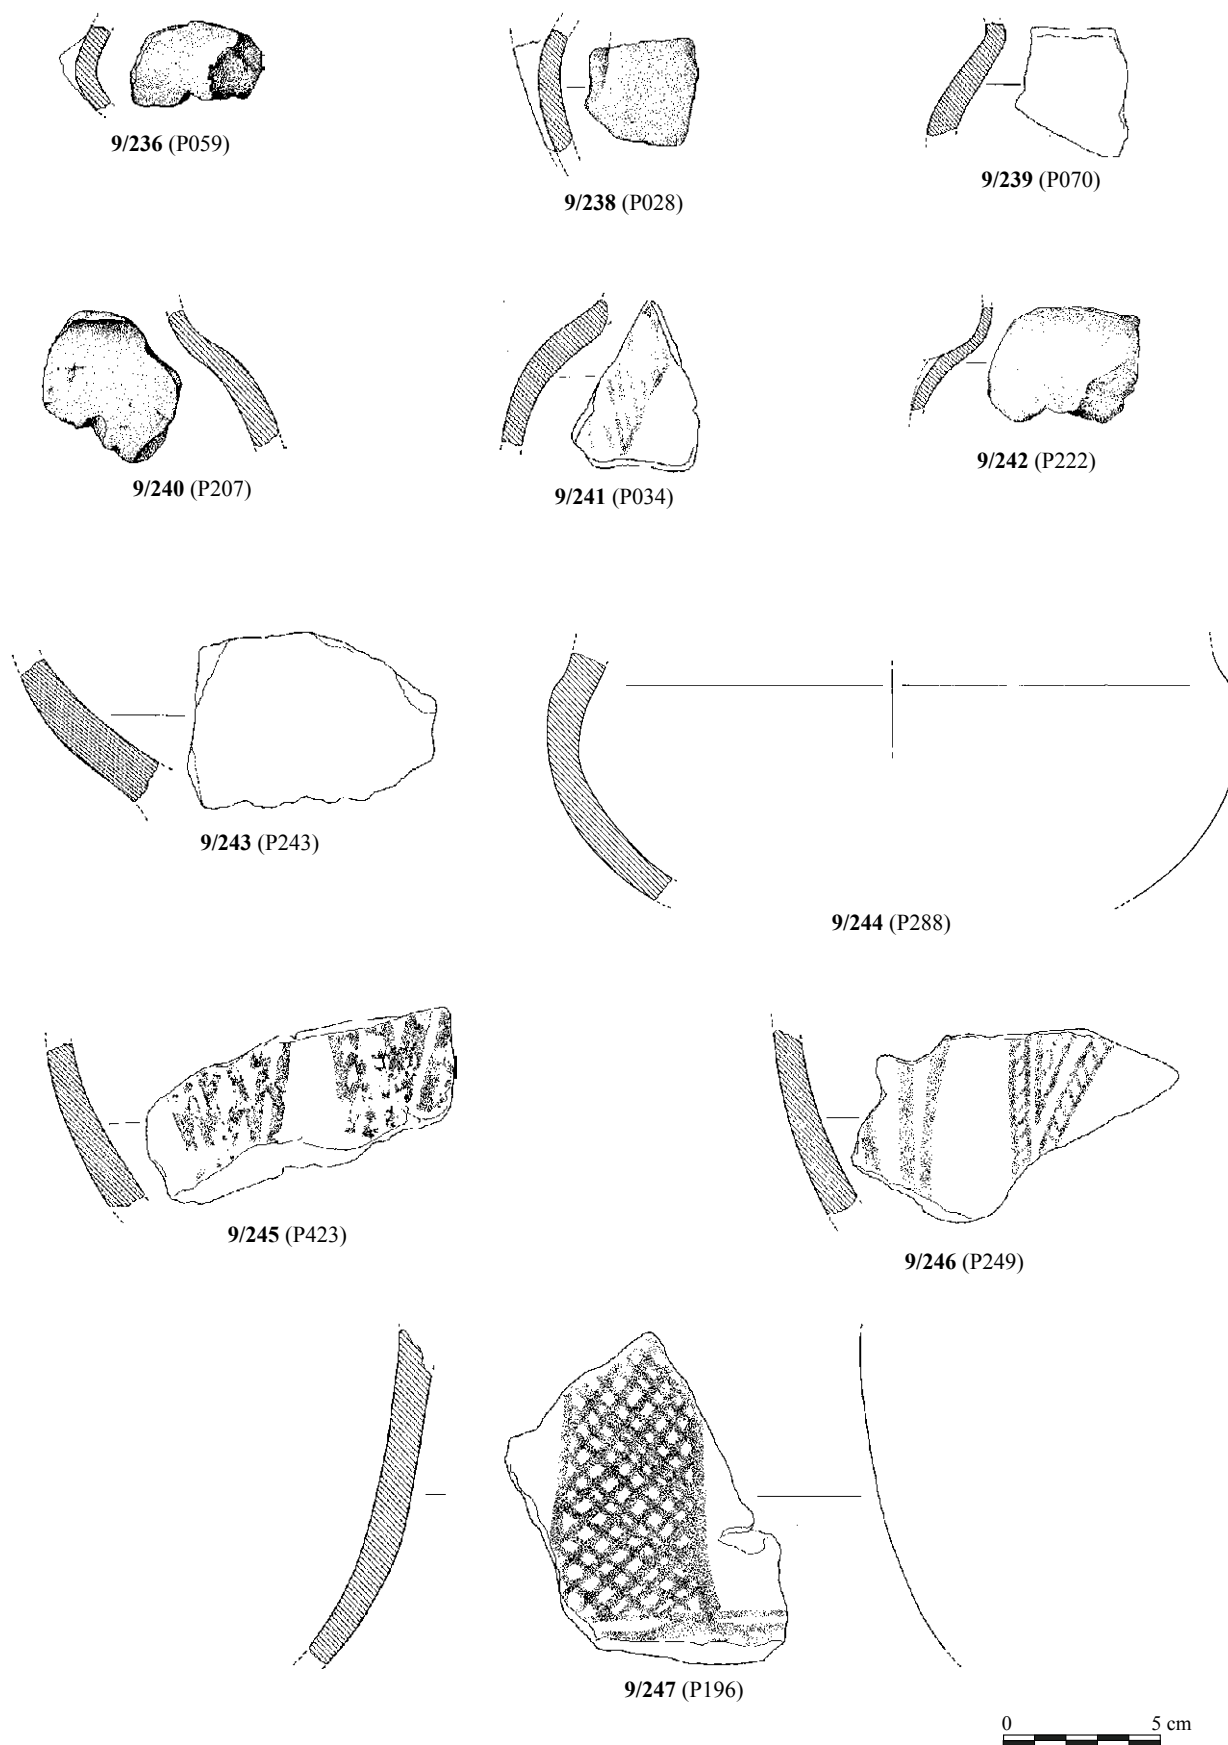 9/236 (P059)
9/238 (P028)
9/239 (P070)
9/240 (P207)
9/241 (P034)
9/242 (P222)
9/243 (P243)
9/244 (P288)
9/245 (P423)
9/246 (P249)
9/247 (P196)
0 5 cm